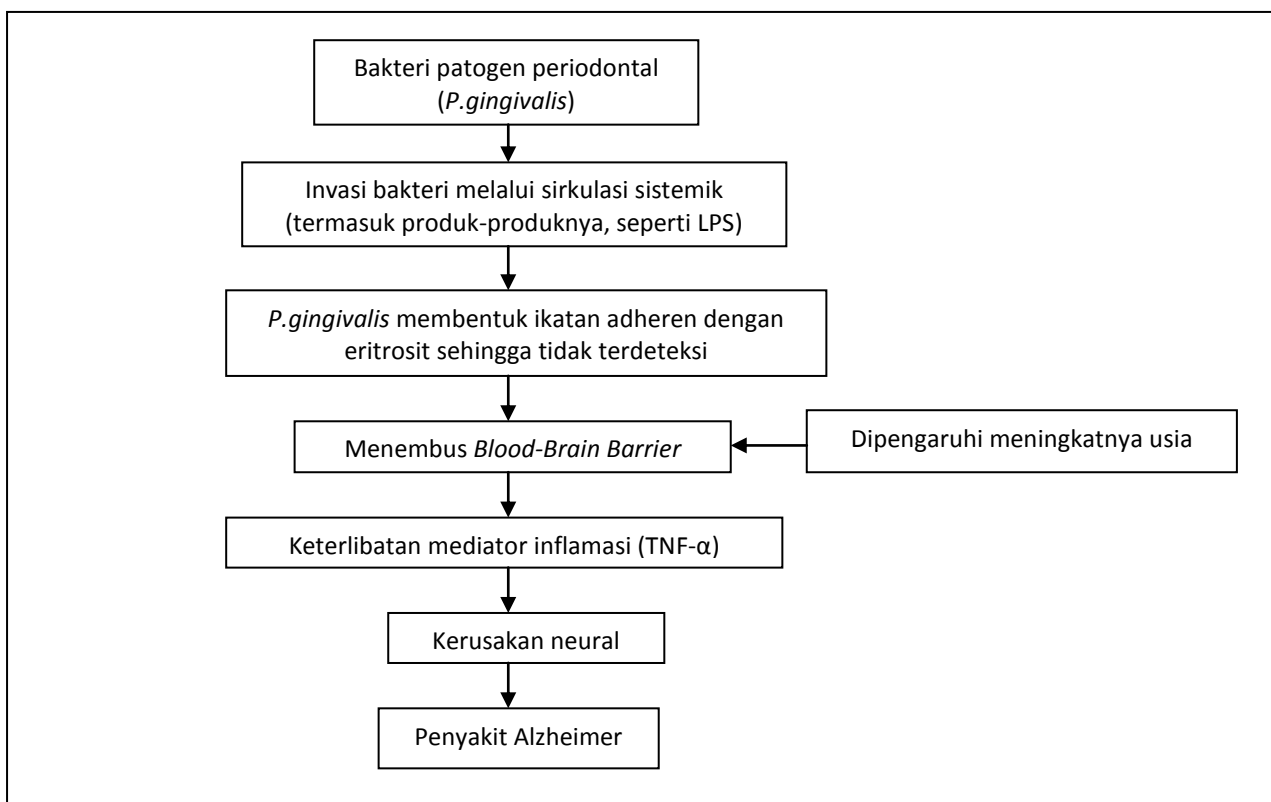 Bakteri patogen periodontal
(P.gingivalis)
Invasi bakteri melalui sirkulasi sistemik
(termasuk produk-produknya, seperti LPS)
P.gingivalis membentuk ikatan adheren dengan
eritrosit sehingga tidak terdeteksi
Menembus Blood-Brain Barrier
Dipengaruhi meningkatnya usia
Keterlibatan mediator inflamasi (TNF-α)
Kerusakan neural
Penyakit Alzheimer